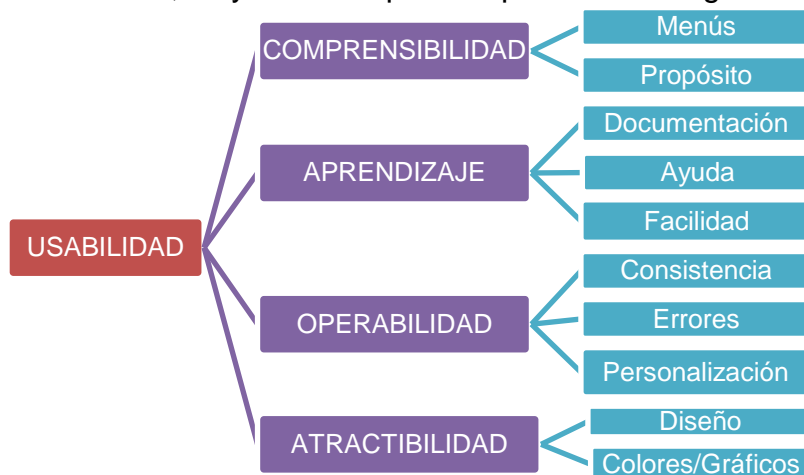 USABILIDAD
COMPRENSIBILIDAD
Menús
Propósito
APRENDIZAJE
Documentación
Ayuda
Facilidad
OPERABILIDAD
Consistencia
Errores
Personalización
ATRACTIBILIDAD
Diseño
Colores/Gráficos